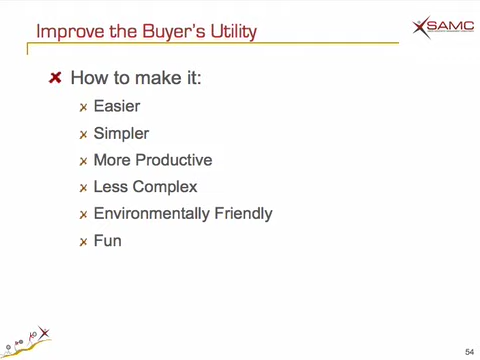 Improve the Buyer's Utility
SAMC
How to make it:
Easier
Simpler
More Productive
Less Complex
Environmentally Friendly
Fun
54